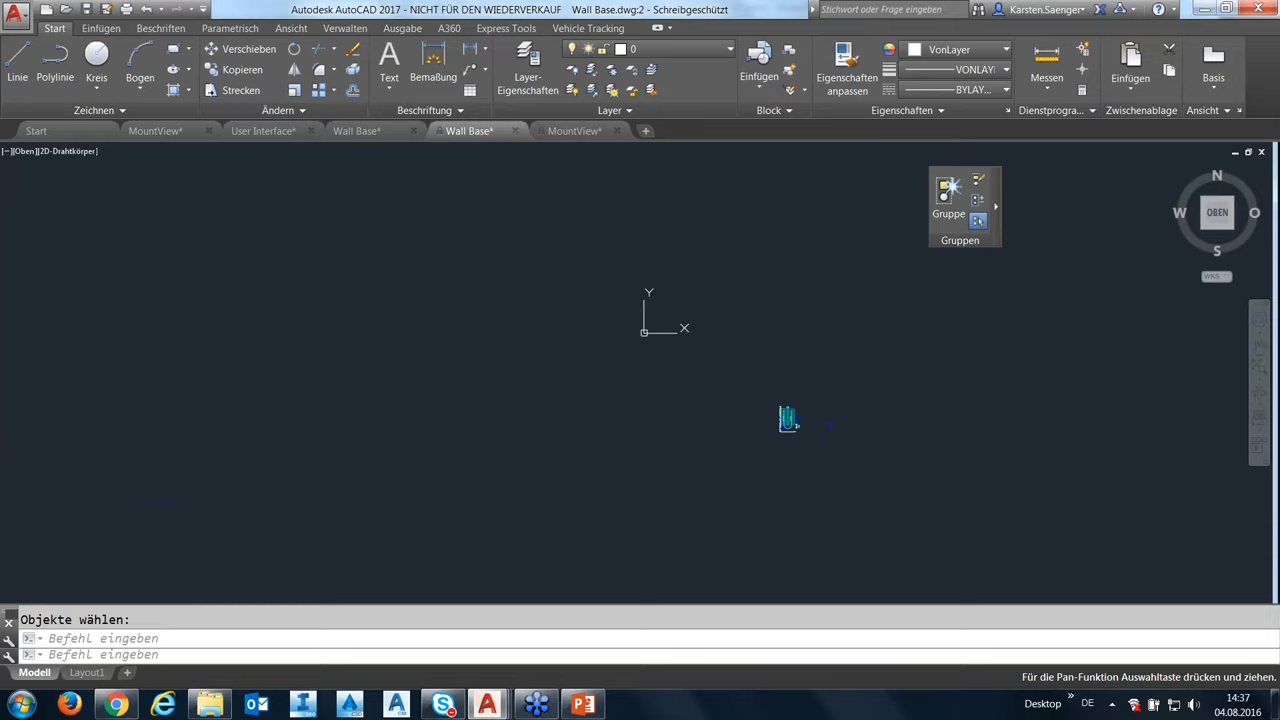 Autodesk AutoCAD 2017 - NICHT FÜR DEN WIEDERVERKAUF Wall Base.dwg:2 - Schreibgeschützt
Stichwort oder Frage eingeben
Karsten.Saenger
Start Einfügen Beschriften Parametrisch Ansicht Verwalten Ausgabe A360 Express Tools Vehicle Tracking
Linie Polylinie Kreis Bogen
Verschieben
Kopieren
Strecken
Text Bemaßung
Layer-
Eigenschaften
0
Einfügen
Eigenschaften
anpassen
VonLayer
VONLAYI
BYLAY...
Messen
Einfügen
Basis
Zeichnen Ändern Beschriftung Layer Block Eigenschaften Dienstprogra... Zwischenablage Ansicht
Start MountView* User Interface* Wall Base* Wall Base* MountView*
[−][Oben][2D-Drahtkörper]
Gruppe
Gruppen
N
W OBEN O
S
WKS
Y
X
Objekte wählen:
Befehl eingeben
Befehl eingeben
Modell Layout1
Für die Pan-Funktion Auswahltaste drücken und ziehen.
Desktop
DE
14:37
04.08.2016